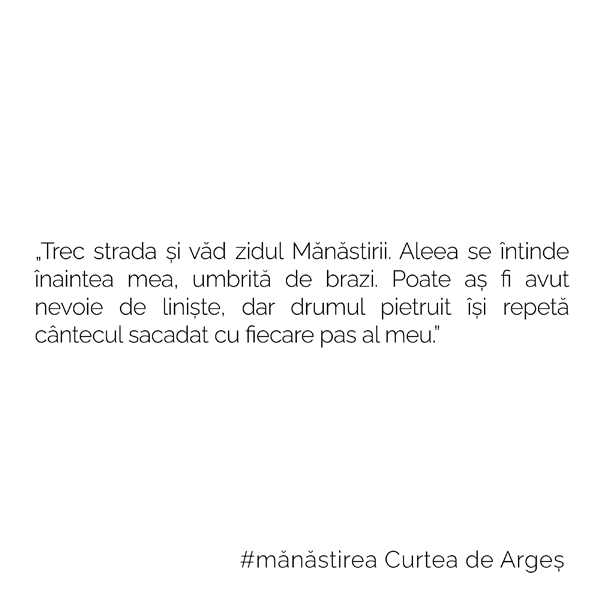 „Trec strada și văd zidul Mănăstirii. Aleea se întinde
înaintea mea, umbrită de brazi. Poate aș fi avut
nevoie de liniște, dar drumul pietruit își repetă
cântecul sacadat cu fiecare pas al meu.”
#mănăstirea Curtea de Argeș